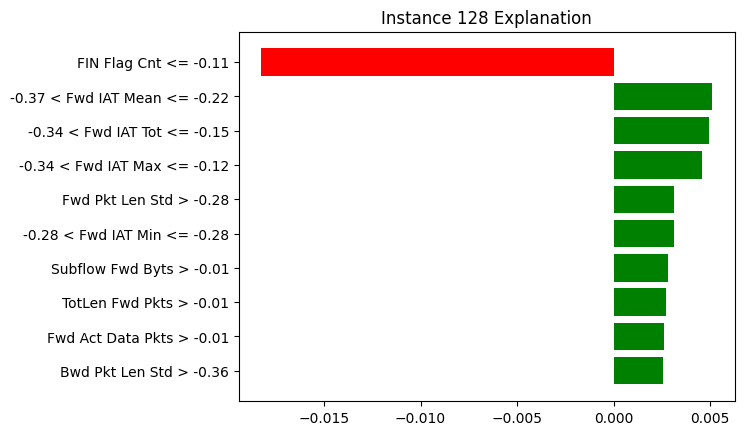 Instance 128 Explanation
FIN Flag Cnt <= -0.11
-0.37 < Fwd IAT Mean <= -0.22
-0.34 < Fwd IAT Tot <= -0.15
-0.34 < Fwd IAT Max <= -0.12
Fwd Pkt Len Std > -0.28
-0.28 < Fwd IAT Min <= -0.28
Subflow Fwd Byts > -0.01
TotLen Fwd Pkts > -0.01
Fwd Act Data Pkts > -0.01
Bwd Pkt Len Std > -0.36
−0.015 −0.010 −0.005 0.000 0.005